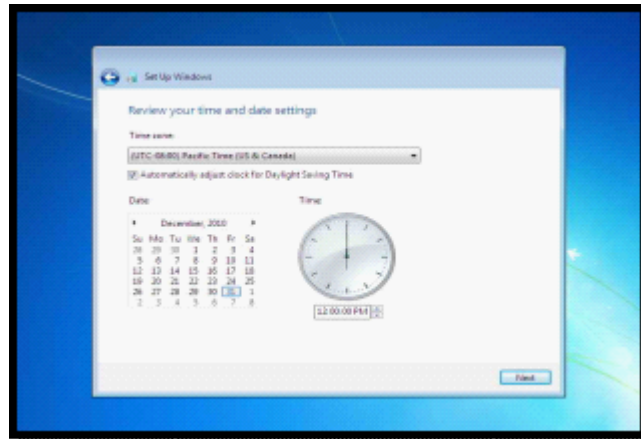 Set Up Windows
Review your time and date settings
Time zone:
(UTC-08:00) Pacific Time (US & Canada)
Automatically adjust clock for Daylight Saving Time
Date:
Time:
December, 2010
Su Mo Tu We Th Fr Sa
28 29 30 1 2 3 4
5 6 7 8 9 10 11
12 13 14 15 16 17 18
19 20 21 22 23 24 25
26 27 28 29 30 31 1
2 3 4 5 6 7 8
12:00:00 PM
Next